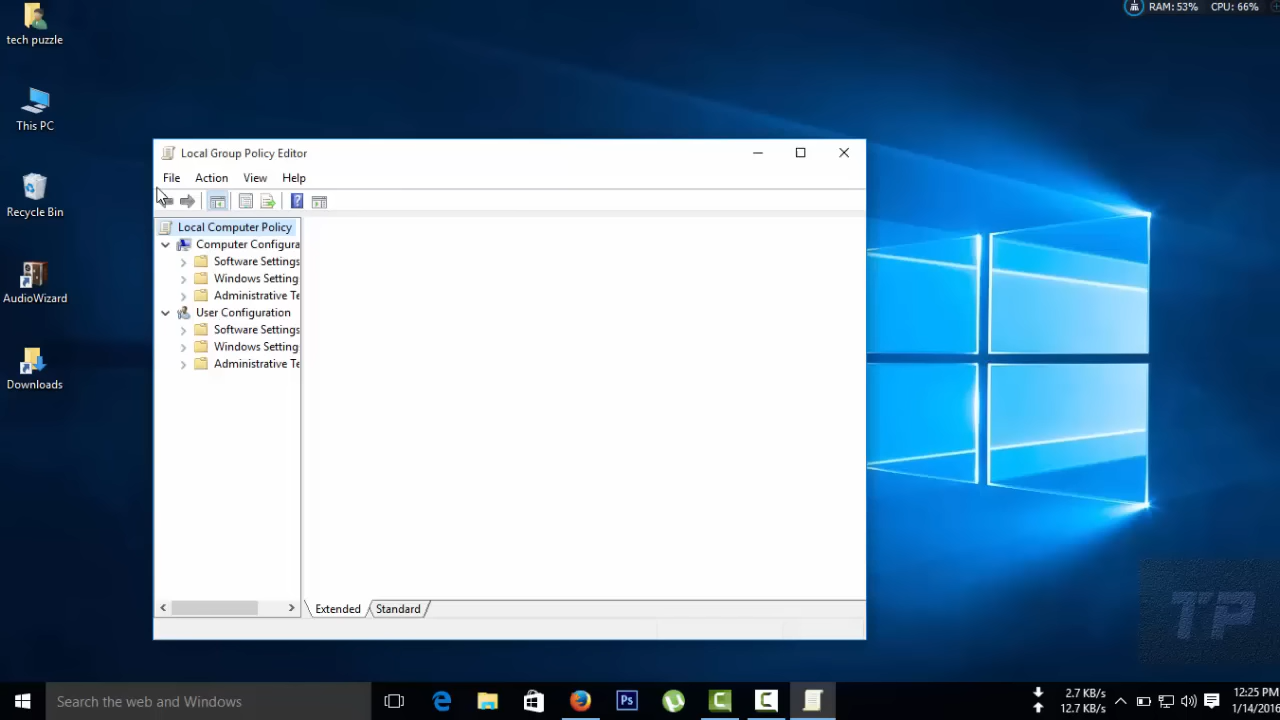 tech puzzle
This PC
Recycle Bin
AudioWizard
Downloads
RAM: 53% CPU: 66%
Local Group Policy Editor
File Action View Help
Local Computer Policy
Computer Configura
Software Settings
Windows Setting
Administrative Te
User Configuration
Software Settings
Windows Setting
Administrative Te
Extended Standard
TP
Search the web and Windows
Ps
2.7 KB/s
12.7 KB/s
12:25 PM
1/14/2016